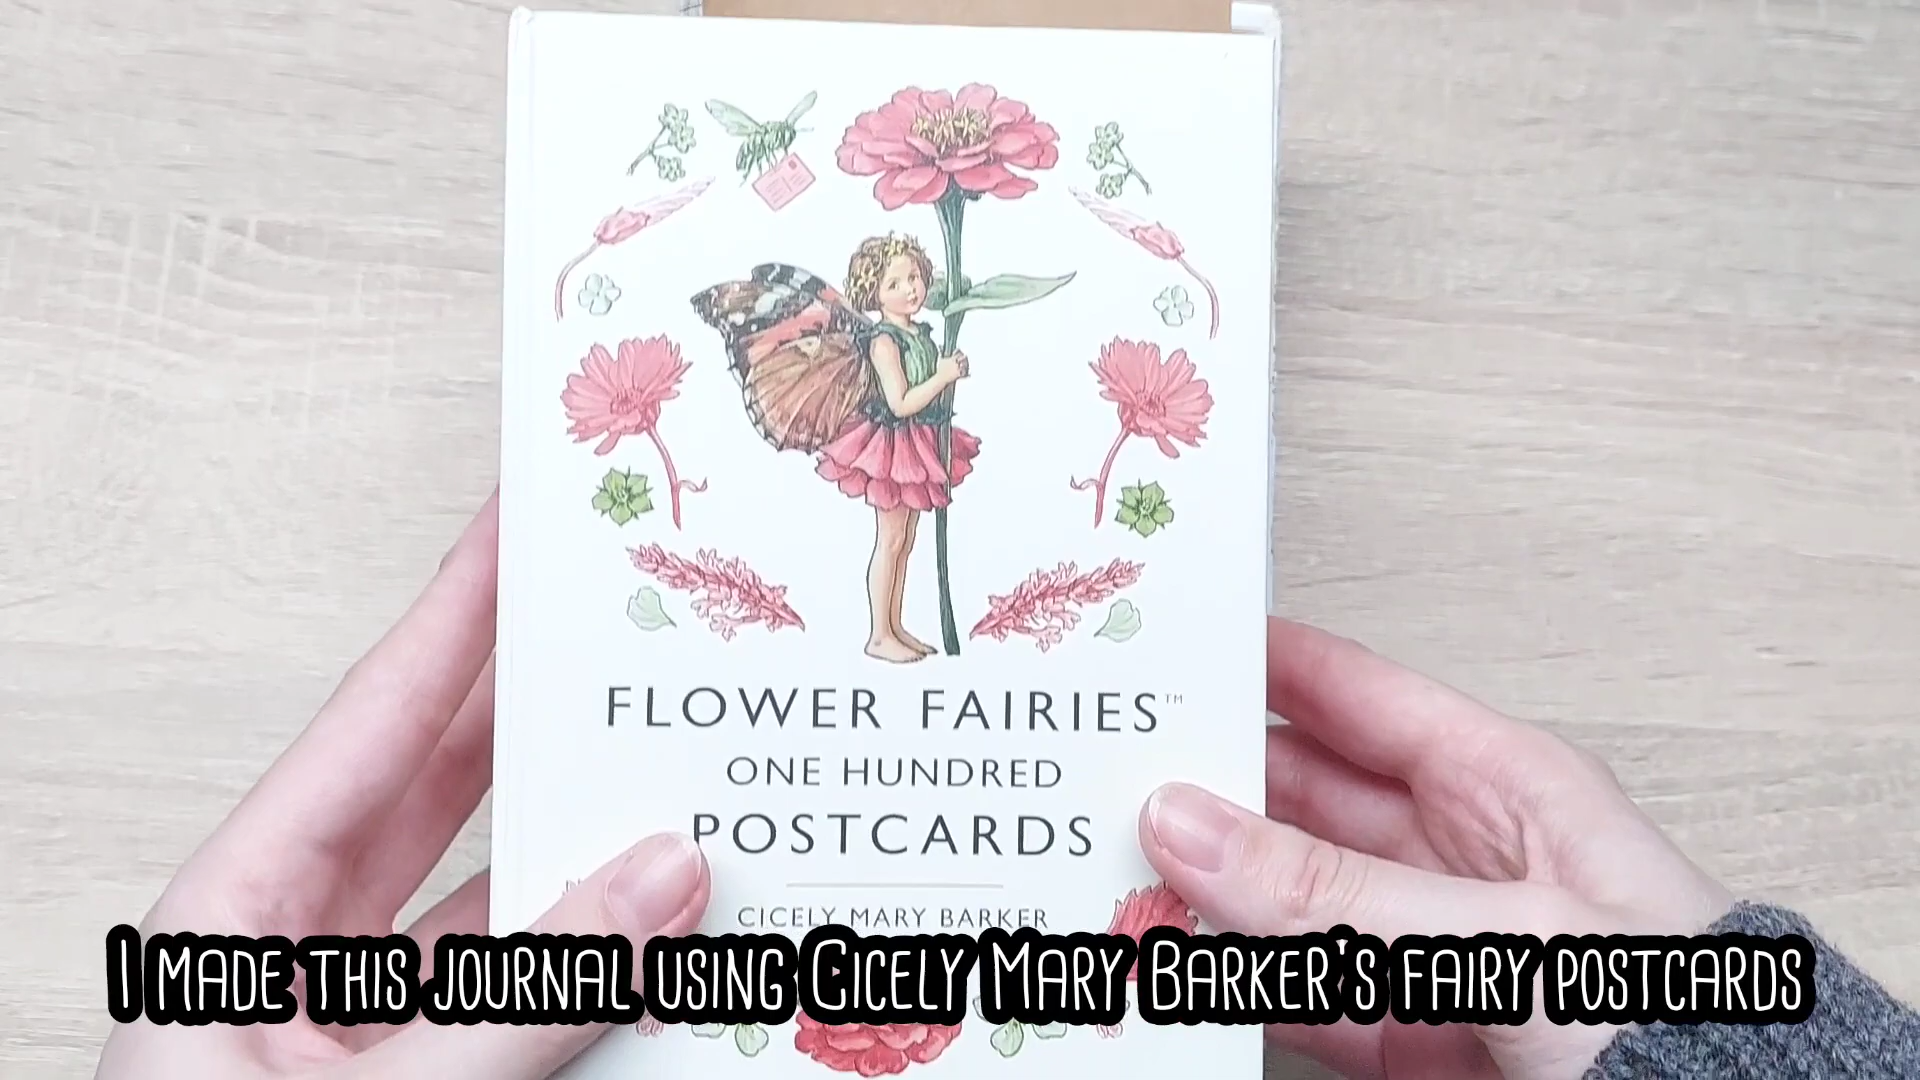 FLOWER FAIRIES™
ONE HUNDRED
POSTCARDS
CICELY MARY BARKER
I MADE THIS JOURNAL USING CICELY MARY BARKER'S FAIRY POSTCARDS